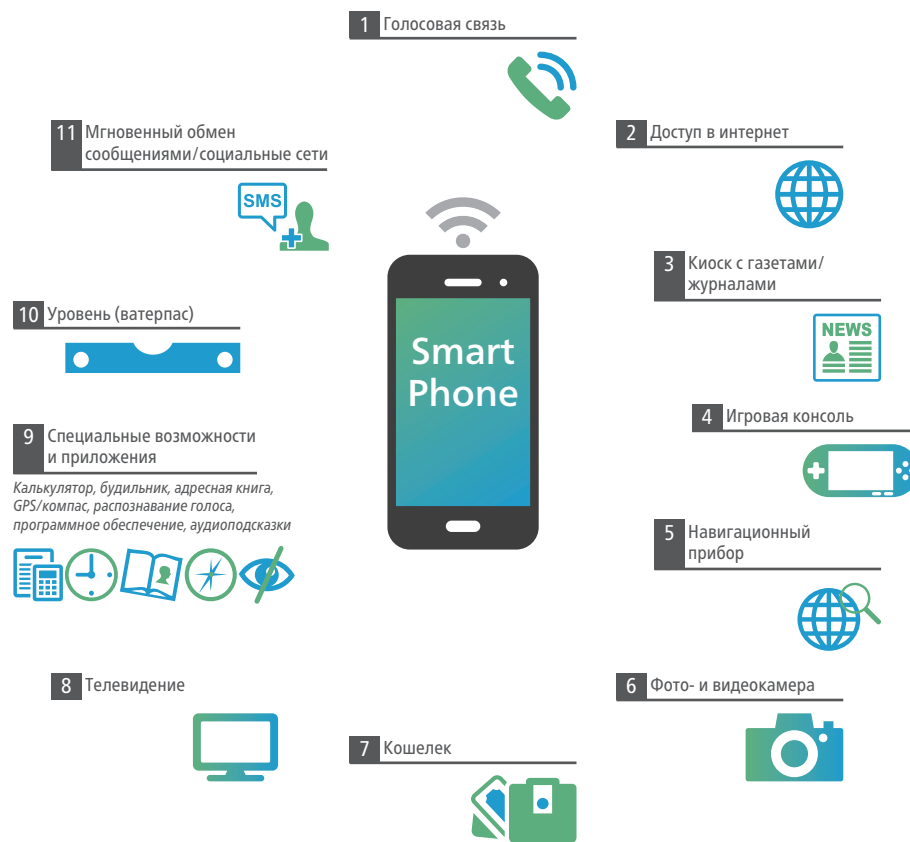 1 Голосовая связь
2 Доступ в интернет
3 Киоск с газетами/
журналами
NEWS
4 Игровая консоль
5 Навигационный
прибор
6 Фото- и видеокамера
7 Кошелек
8 Телевидение
9 Специальные возможности
и приложения
Калькулятор, будильник, адресная книга,
GPS/компас, распознавание голоса,
программное обеспечение, аудиоподсказки
10 Уровень (ватерпас)
11 Мгновенный обмен
сообщениями/социальные сети
SMS
Smart
Phone